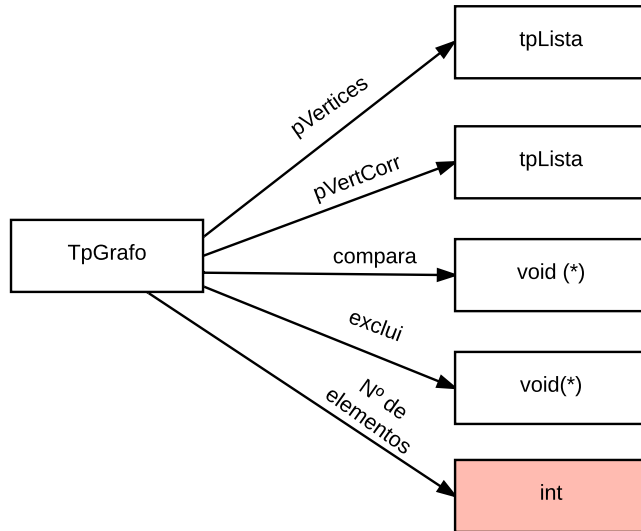 tpLista
pVertices
tpLista
pVertCorr
TpGrafo
compara
void (*)
exclui
void(*)
Nº de
elementos
int